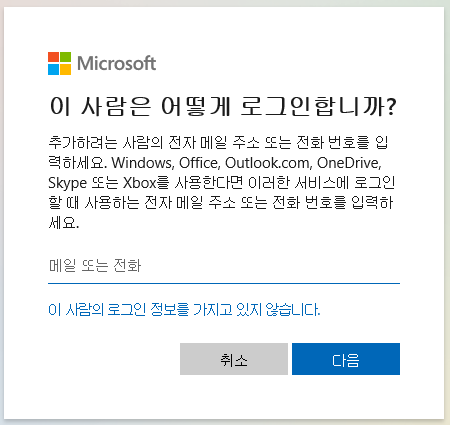 Microsoft
이 사람은 어떻게 로그인합니까?
추가하려는 사람의 전자 메일 주소 또는 전화 번호를 입
력하세요. Windows, Office, Outlook.com, OneDrive,
Skype 또는 Xbox를 사용한다면 이러한 서비스에 로그인
할 때 사용하는 전자 메일 주소 또는 전화 번호를 입력하
세요.
메일 또는 전화
이 사람의 로그인 정보를 가지고 있지 않습니다.
취소
다음